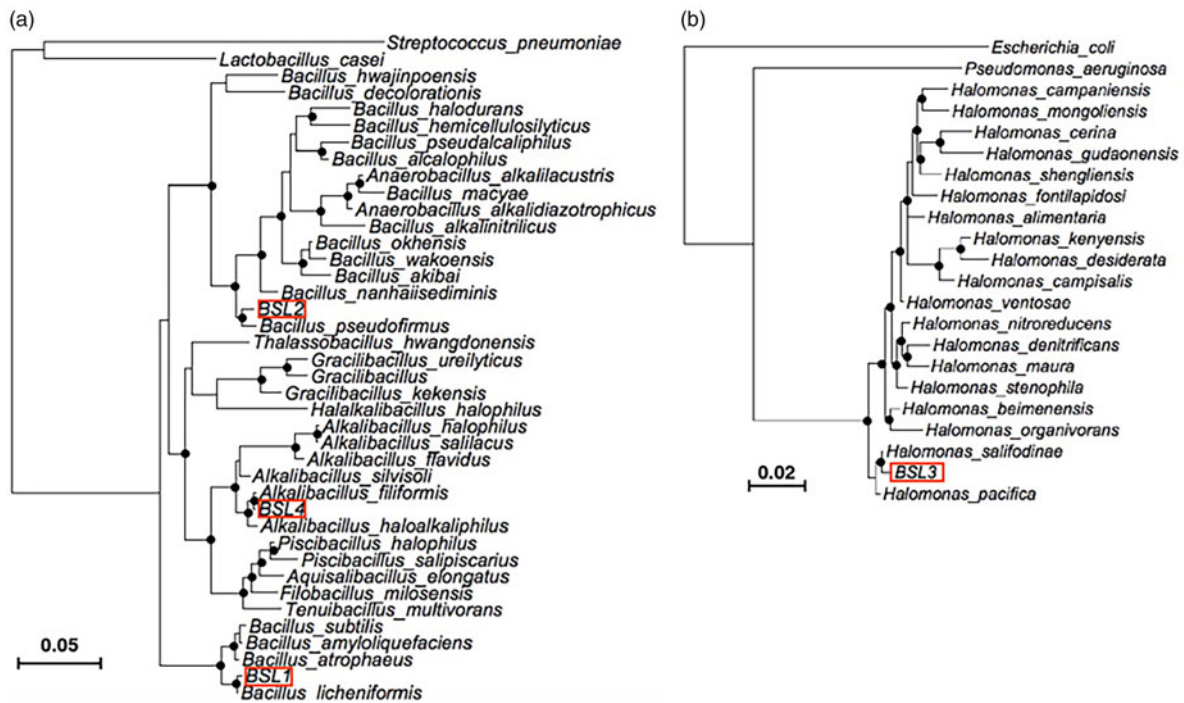 (a)
Streptococcus_pneumoniae
Lactobacillus_casei
Bacillus_hwajinpoensis
Bacillus_decolorationis
Bacillus_halodurans
Bacillus_hemicellulosilyticus
Bacillus_pseudalcaliphilus
Bacillus_alcalophilus
Anaerobacillus_alkalilacustris
Bacillus_macyae
Anaerobacillus_alkalidiazotrophicus
Bacillus_alkalinitrilicus
Bacillus_okhensis
Bacillus_wakoensis
Bacillus_akibai
Bacillus_nanhaiisediminis
BSL2
Bacillus_pseudofirmus
Thalassobacillus_hwangdonensis
Gracilibacillus_ureilyticus
Gracilibacillus
Gracilibacillus_kekensis
Halalkalibacillus_halophilus
Alkalibacillus_halophilus
Alkalibacillus_salilacus
Alkalibacillus_flavidus
Alkalibacillus_silvisoli
Alkalibacillus_filiformis
BSL4
Alkalibacillus_haloalkaliphilus
Piscibacillus_halophilus
Piscibacillus_salipiscarius
Aquisalibacillus_elongatus
Filobacillus_milosensis
Tenuibacillus_multivorans
Bacillus_subtilis
Bacillus_amyloliquefaciens
Bacillus_atrophaeus
BSL1
Bacillus_licheniformis
0.05
(b)
Escherichia_coli
Pseudomonas_aeruginosa
Halomonas_campaniensis
Halomonas_mongoliensis
Halomonas_cerina
Halomonas_gudaonensis
Halomonas_shengliensis
Halomonas_fontilapidosi
Halomonas_alimentaria
Halomonas_kenyensis
Halomonas_desiderata
Halomonas_campisalis
Halomonas_ventosae
Halomonas_nitroreducens
Halomonas_denitrificans
Halomonas_maura
Halomonas_stenophila
Halomonas_beimenensis
Halomonas_organivorans
Halomonas_salifodinae
BSL3
Halomonas_pacifica
0.02